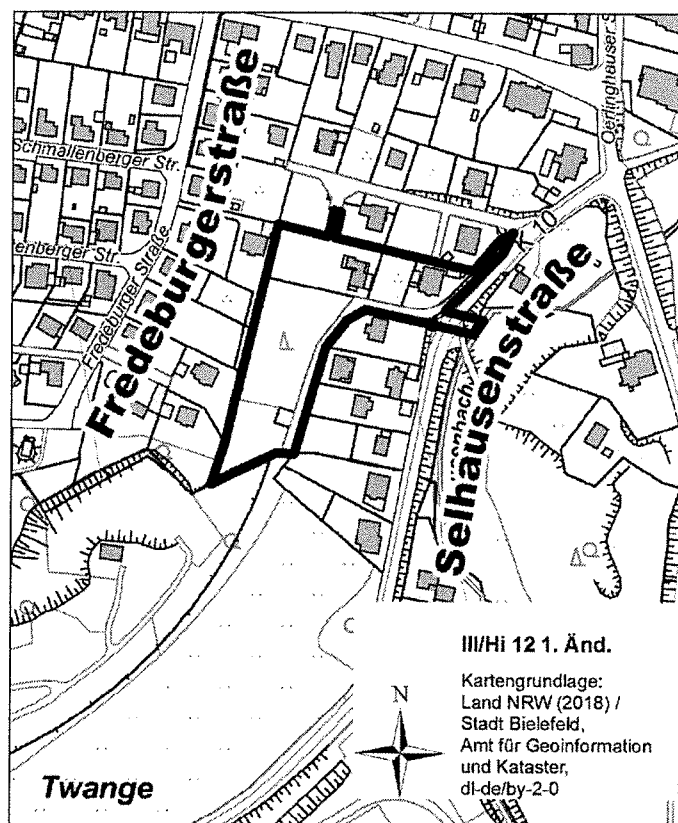 Oerlinghauser S
Schmallenberger Str.
enberger Str.
Fredeburger Straße
Fredeburgerstraße
10
Selhausenstraße
III/Hi 12 1. Änd.
Kartengrundlage:
Land NRW (2018) /
Stadt Bielefeld,
Amt für Geoinformation
und Kataster,
dl-de/by-2-0
N
Twange